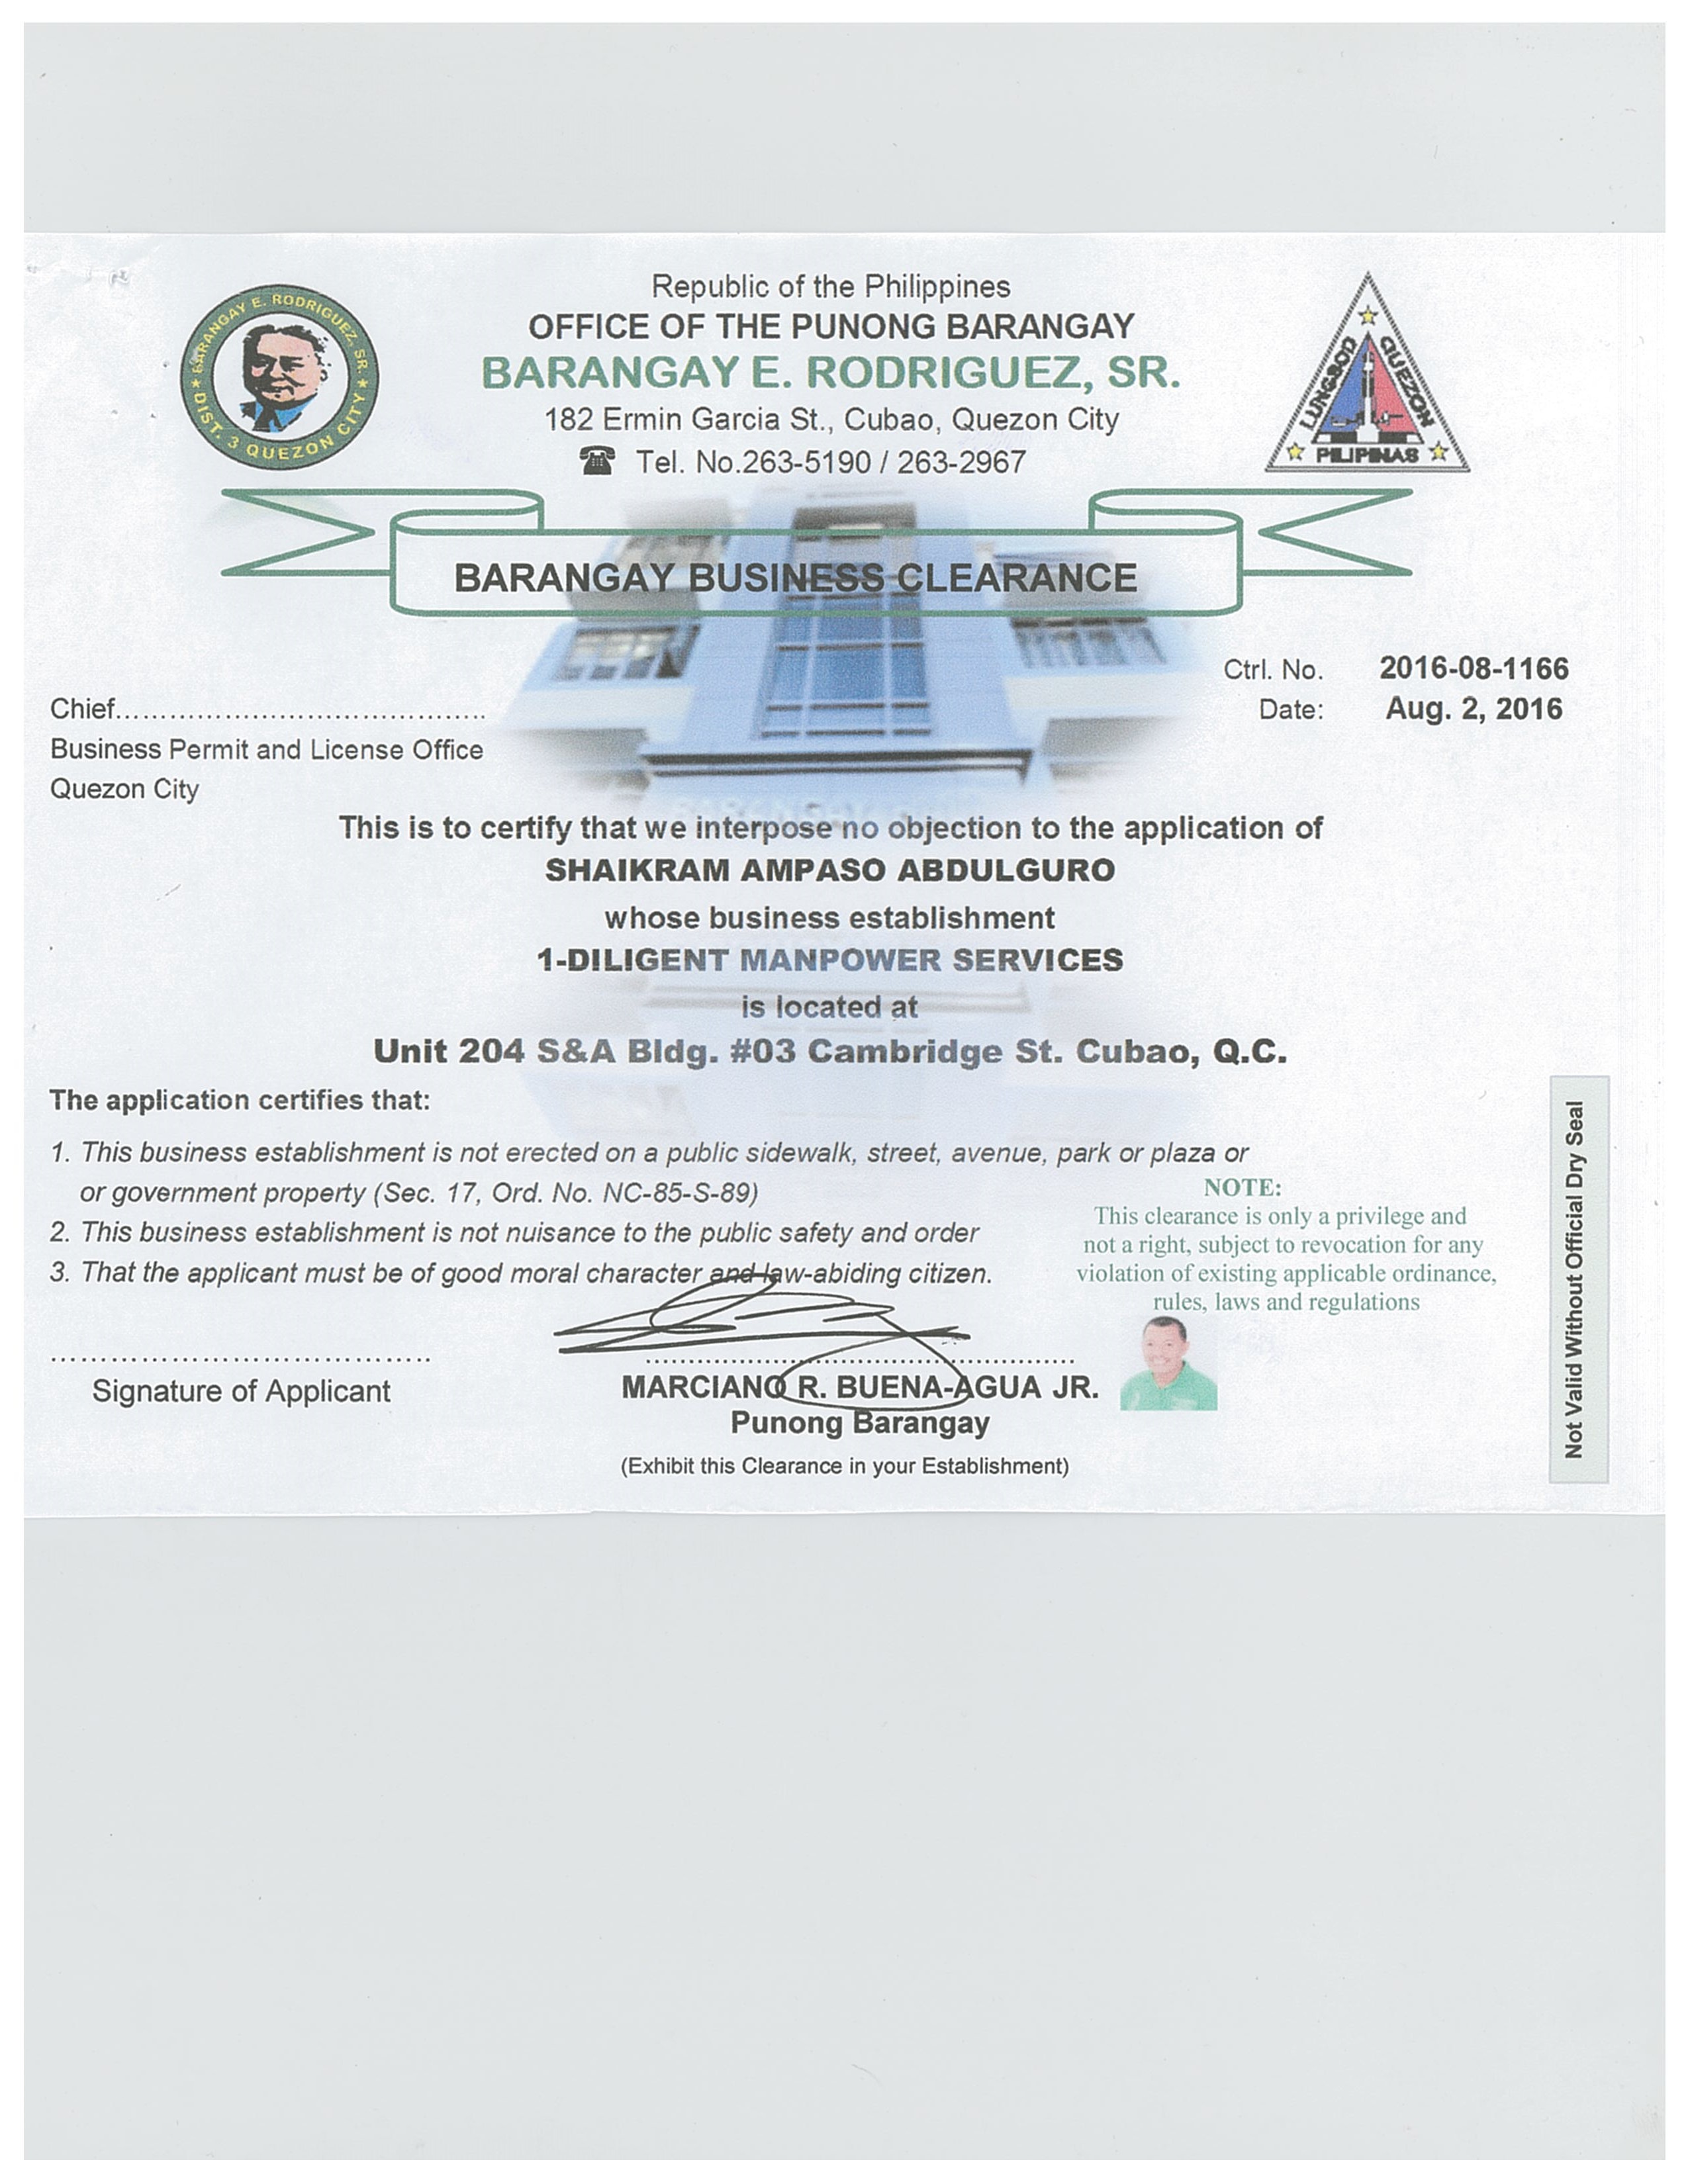 BARANGAY E. RODRIGUEZ, SR.
DIST. 3 QUEZON CITY
Republic of the Philippines
OFFICE OF THE PUNONG BARANGAY
BARANGAY E. RODRIGUEZ, SR.
182 Ermin Garcia St., Cubao, Quezon City
Tel. No.263-5190 / 263-2967
LUNGSOD QUEZON
PILIPINAS
BARANGAY BUSINESS CLEARANCE
Ctrl. No. 2016-08-1166
Date: Aug. 2, 2016
Chief..........................................
Business Permit and License Office
Quezon City
This is to certify that we interpose no objection to the application of
SHAIKRAM AMPASO ABDULGURO
whose business establishment
1-DILIGENT MANPOWER SERVICES
is located at
Unit 204 S&A Bldg. #03 Cambridge St. Cubao, Q.C.
The application certifies that:
1. This business establishment is not erected on a public sidewalk, street, avenue, park or plaza or
or government property (Sec. 17, Ord. No. NC-85-S-89)
2. This business establishment is not nuisance to the public safety and order
3. That the applicant must be of good moral character and law-abiding citizen.
NOTE:
This clearance is only a privilege and
not a right, subject to revocation for any
violation of existing applicable ordinance,
rules, laws and regulations
Signature of Applicant
MARCIANO R. BUENA-AGUA JR.
Punong Barangay
(Exhibit this Clearance in your Establishment)
Not Valid Without Official Dry Seal